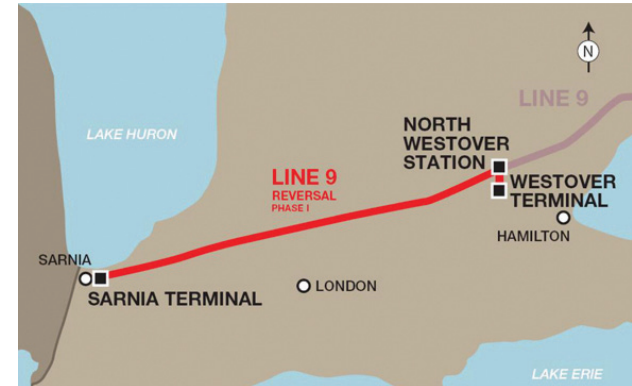 N
LINE 9
LAKE HURON
NORTH
WESTOVER
STATION
LINE 9
REVERSAL
PHASE I
WESTOVER
TERMINAL
HAMILTON
SARNIA
SARNIA TERMINAL
LONDON
LAKE ERIE